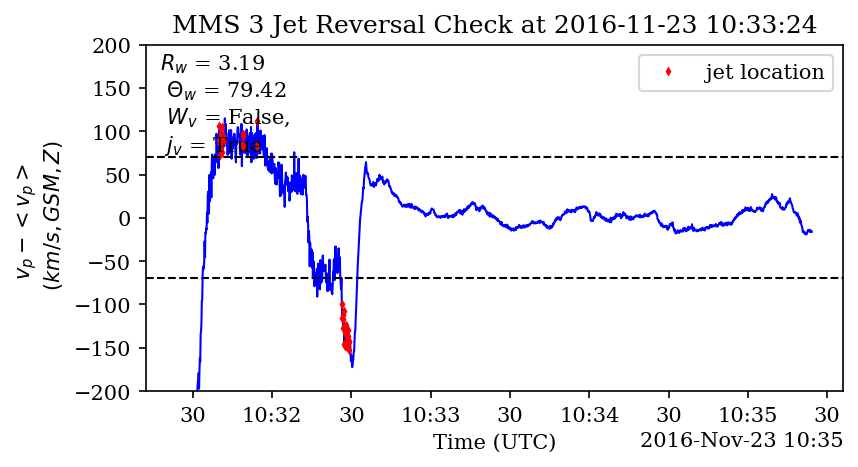 MMS 3 Jet Reversal Check at 2016-11-23 10:33:24
R_w = 3.19
Θ_w = 79.42
W_v = False,
j_v = True
jet location
v_p − < v_p >
(km/s, GSM, Z)
200
150
100
50
0
−50
−100
−150
−200
30 10:32 30 10:33 30 10:34 30 10:35 30
Time (UTC)
2016-Nov-23 10:35